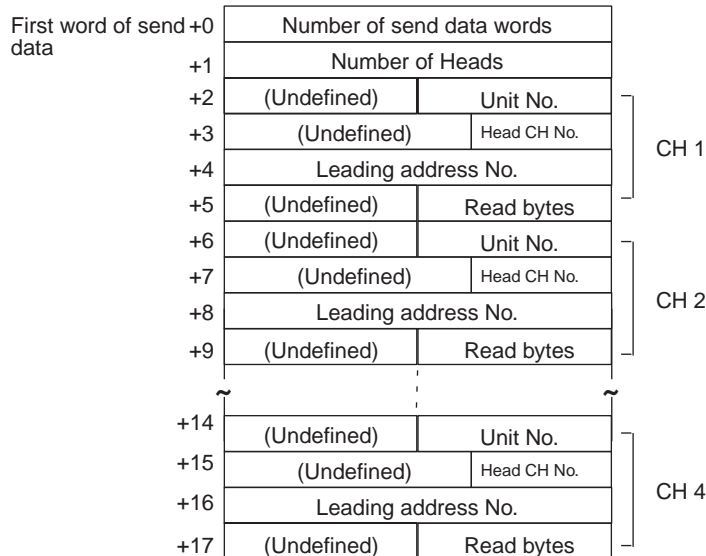 First word of send data +0 Number of send data words
+1 Number of Heads
+2 (Undefined) Unit No.
+3 (Undefined) Head CH No.
CH 1
+4 Leading address No.
+5 (Undefined) Read bytes
+6 (Undefined) Unit No.
+7 (Undefined) Head CH No.
CH 2
+8 Leading address No.
+9 (Undefined) Read bytes
~ ~
+14 (Undefined) Unit No.
+15 (Undefined) Head CH No.
CH 4
+16 Leading address No.
+17 (Undefined) Read bytes